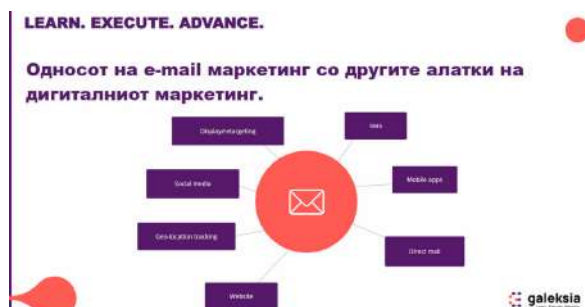 LEARN. EXECUTE. ADVANCE.
Односот на e-mail маркетинг со другите алатки на
дигиталниот маркетинг.
Display/retargeting
Social media
Mobile apps
Geo-location tracking
Direct mail
Website
galeksia